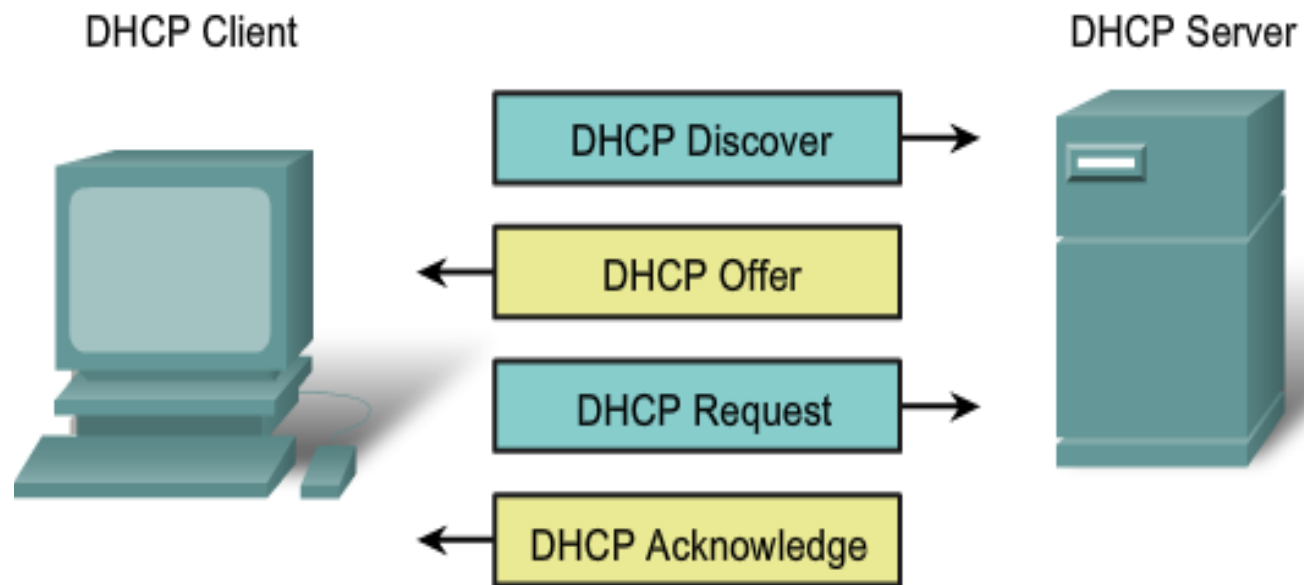 DHCP Client
DHCP Server
DHCP Discover
DHCP Offer
DHCP Request
DHCP Acknowledge